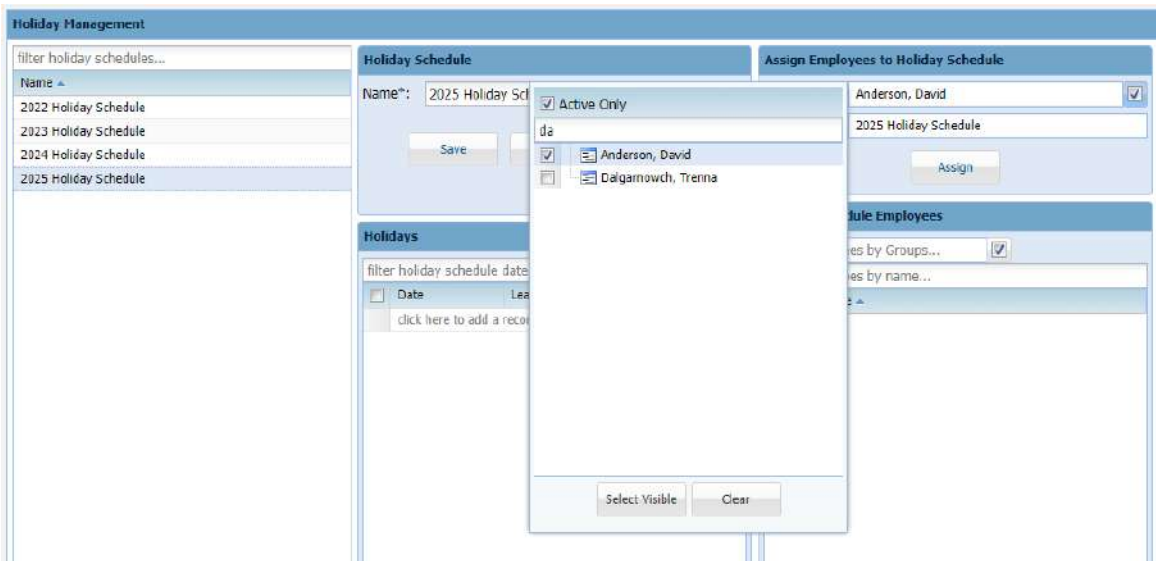 Holiday Management
filter holiday schedules...
Name
2022 Holiday Schedule
2023 Holiday Schedule
2024 Holiday Schedule
2025 Holiday Schedule
Holiday Schedule
Name*: 2025 Holiday Sch
Save
Holidays
filter holiday schedule date
Date Lea
click here to add a recor
Active Only
da
Anderson, David
Dalgarnowch, Trenna
Select Visible Clear
Assign Employees to Holiday Schedule
Anderson, David
2025 Holiday Schedule
Assign
dule Employees
es by Groups...
es by name...
e